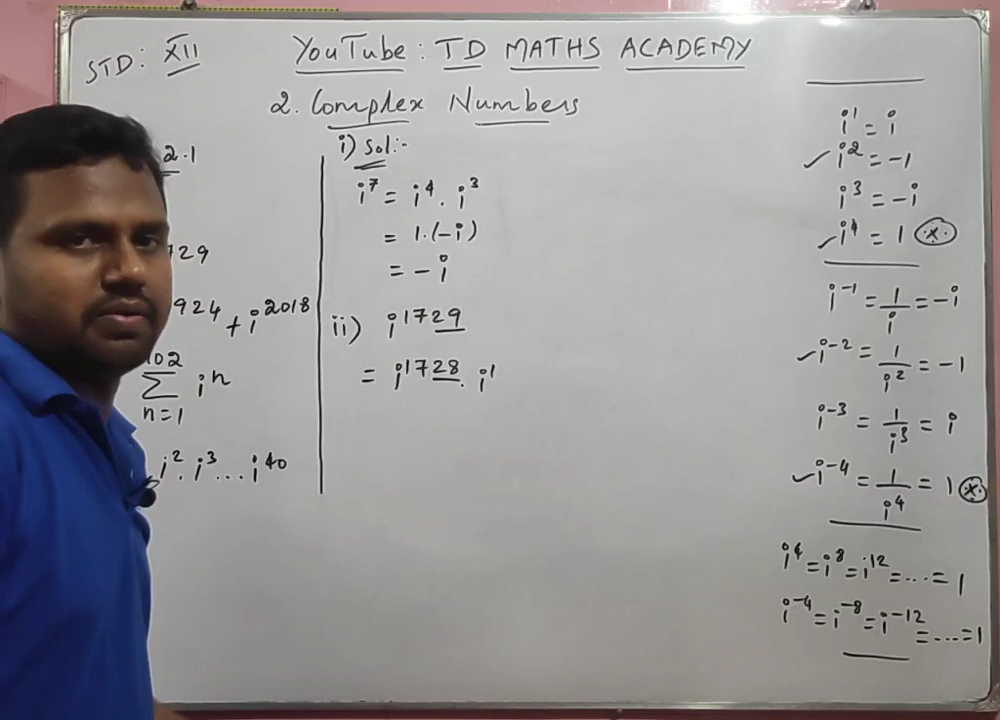 STD: XII
YouTube: TD MATHS ACADEMY
2. Complex Numbers
2.1
729
924 + i^2018
102
∑ i^n
n=1
i^2. i^3 ... i^40
i) Sol:-
i^7 = i^4 . i^3
= 1.(-i)
= -i
ii) i^1729
= i^1728 . i^1
i^1 = i
✓ i^2 = -1
i^3 = -i
✓ i^4 = 1 ⊛
i^-1 = 1/i = -i
✓ i^-2 = 1/i^2 = -1
i^-3 = 1/i^3 = i
✓ i^-4 = 1/i^4 = 1 ⊛
i^4 = i^8 = i^12 = ... = 1
i^-4 = i^-8 = i^-12 = ... = 1